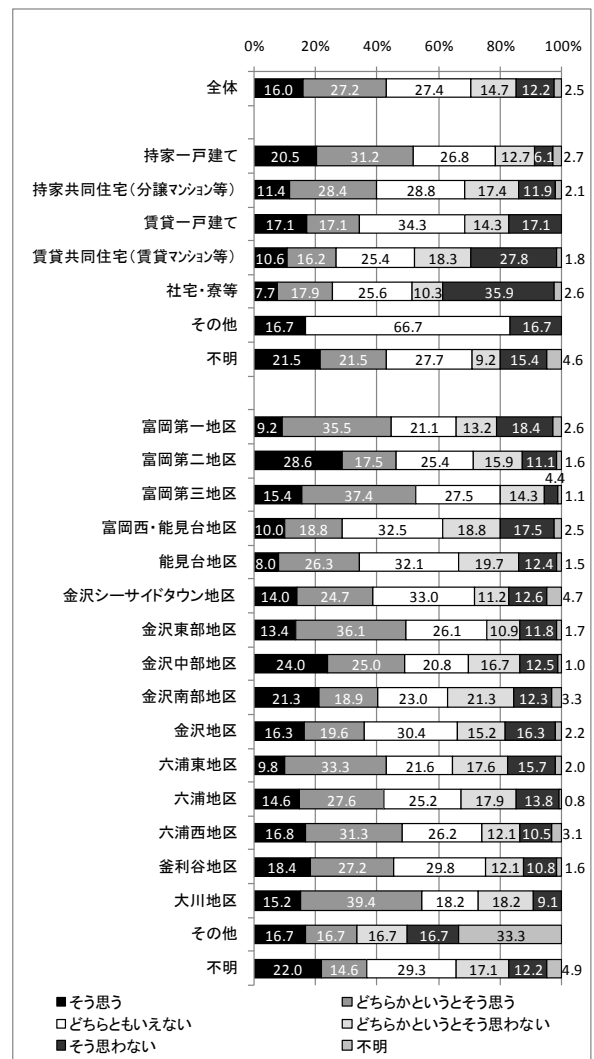 0% 20% 40% 60% 80% 100%
全体 16.0 27.2 27.4 14.7 12.2 2.5
持家一戸建て 20.5 31.2 26.8 12.7 6.1 2.7
持家共同住宅(分譲マンション等) 11.4 28.4 28.8 17.4 11.9 2.1
賃貸一戸建て 17.1 17.1 34.3 14.3 17.1
賃貸共同住宅(賃貸マンション等) 10.6 16.2 25.4 18.3 27.8 1.8
社宅・寮等 7.7 17.9 25.6 10.3 35.9 2.6
その他 16.7 66.7 16.7
不明 21.5 21.5 27.7 9.2 15.4 4.6
富岡第一地区 9.2 35.5 21.1 13.2 18.4 2.6
富岡第二地区 28.6 17.5 25.4 15.9 11.1 1.6
富岡第三地区 15.4 37.4 27.5 14.3 4.4 1.1
富岡西・能見台地区 10.0 18.8 32.5 18.8 17.5 2.5
能見台地区 8.0 26.3 32.1 19.7 12.4 1.5
金沢シーサイドタウン地区 14.0 24.7 33.0 11.2 12.6 4.7
金沢東部地区 13.4 36.1 26.1 10.9 11.8 1.7
金沢中部地区 24.0 25.0 20.8 16.7 12.5 1.0
金沢南部地区 21.3 18.9 23.0 21.3 12.3 3.3
金沢地区 16.3 19.6 30.4 15.2 16.3 2.2
六浦東地区 9.8 33.3 21.6 17.6 15.7 2.0
六浦地区 14.6 27.6 25.2 17.9 13.8 0.8
六浦西地区 16.8 31.3 26.2 12.1 10.5 3.1
釜利谷地区 18.4 27.2 29.8 12.1 10.8 1.6
大川地区 15.2 39.4 18.2 18.2 9.1
その他 16.7 16.7 16.7 16.7 33.3
不明 22.0 14.6 29.3 17.1 12.2 4.9
そう思う どちらかというとそう思う
どちらともいえない どちらかというとそう思わない
そう思わない 不明